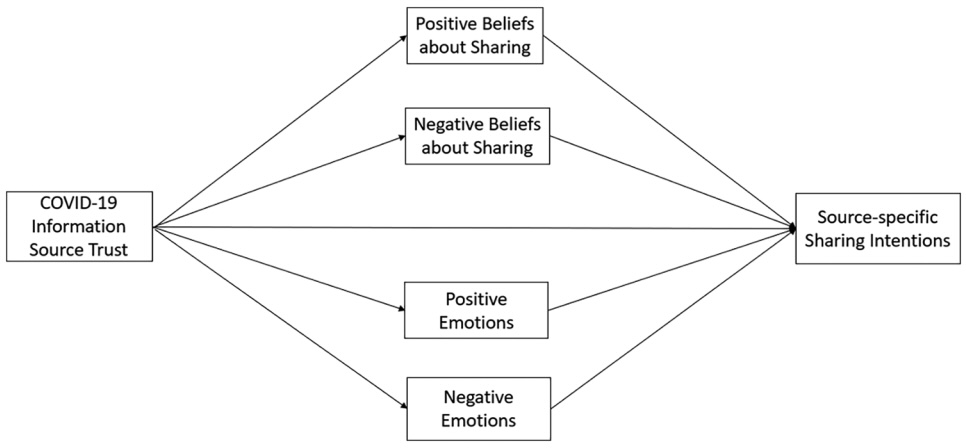 Positive Beliefs
about Sharing
Negative Beliefs
about Sharing
COVID-19
Information
Source Trust
Source-specific
Sharing Intentions
Positive
Emotions
Negative
Emotions